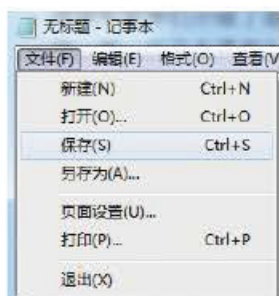 无标题 - 记事本
文件(F) 编辑(E) 格式(O) 查看(V
新建(N) Ctrl+N
打开(O)... Ctrl+O
保存(S) Ctrl+S
另存为(A)...
页面设置(U)...
打印(P)... Ctrl+P
退出(X)